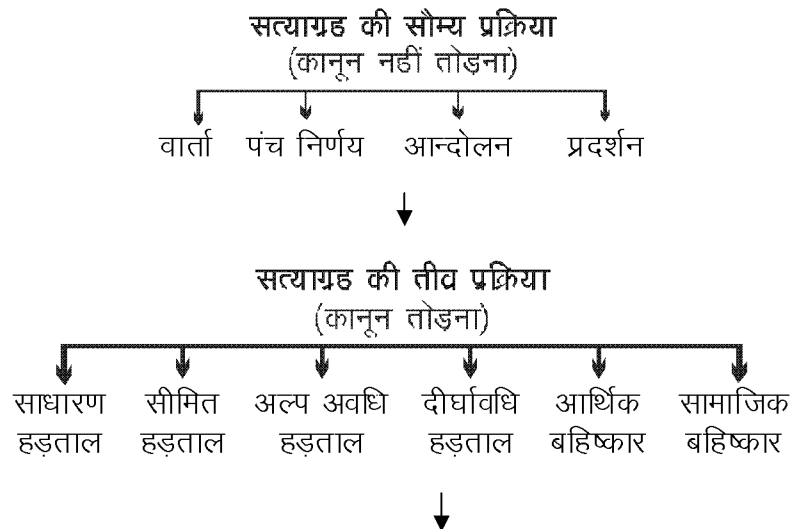 सत्याग्रह की सौम्य प्रक्रिया
(कानून नहीं तोड़ना)
वार्ता पंच निर्णय आन्दोलन प्रदर्शन
सत्याग्रह की तीव्र प्रक्रिया
(कानून तोड़ना)
साधारण सीमित अल्प अवधि दीर्घावधि आर्थिक सामाजिक
हड़ताल हड़ताल हड़ताल हड़ताल बहिष्कार बहिष्कार